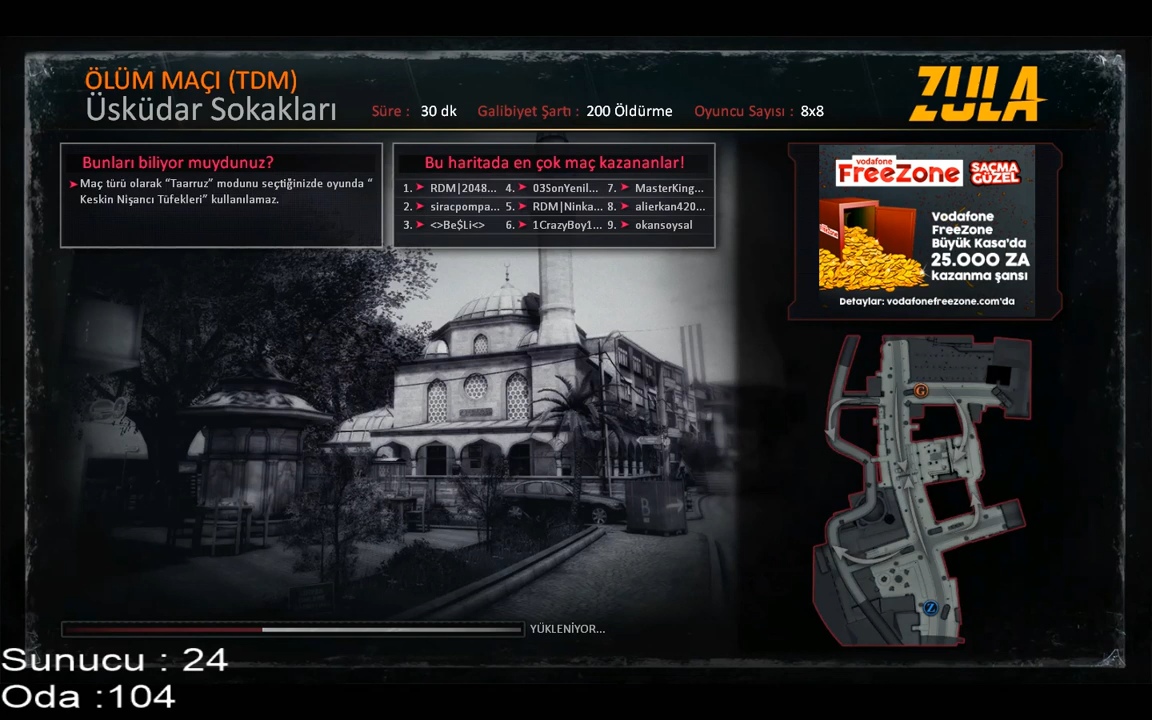 ÖLÜM MAÇI (TDM)
Üsküdar Sokakları
Süre : 30 dk Galibiyet Şartı : 200 Öldürme Oyuncu Sayısı : 8x8
ZULA
Bunları biliyor muydunuz?
Maç türü olarak “Taarruz” modunu seçtiğinizde oyunda “
Keskin Nişancı Tüfekleri” kullanılamaz.
Bu haritada en çok maç kazananlar!
1. RDM|2048... 4. 03SonYenil... 7. MasterKing...
2. siracpompa... 5. RDM|Ninka... 8. alierkan420...
3. <>Be$Li<> 6. 1CrazyBoy1... 9. okansoysal
vodafone
FreeZone
SAÇMA
GÜZEL
Vodafone
FreeZone
Büyük Kasa'da
25.000 ZA
kazanma şansı
Detaylar: vodafonefreezone.com'da
G
B
Z
YÜKLENİYOR...
Sunucu : 24
Oda :104